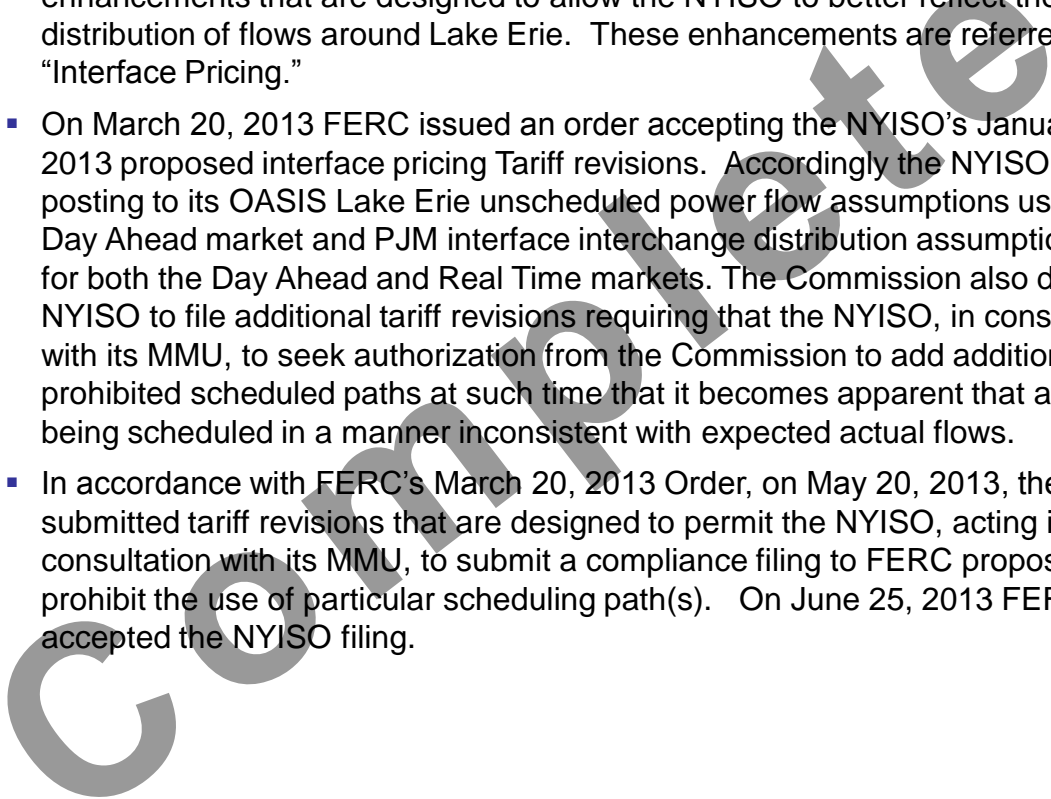 enhancements that are designed to allow the NYISO to better reflect the
distribution of flows around Lake Erie. These enhancements are referre
“Interface Pricing.”
▪ On March 20, 2013 FERC issued an order accepting the NYISO’s Janua
2013 proposed interface pricing Tariff revisions. Accordingly the NYISO
posting to its OASIS Lake Erie unscheduled power flow assumptions us
Day Ahead market and PJM interface interchange distribution assumptio
for both the Day Ahead and Real Time markets. The Commission also d
NYISO to file additional tariff revisions requiring that the NYISO, in cons
with its MMU, to seek authorization from the Commission to add addition
prohibited scheduled paths at such time that it becomes apparent that a
being scheduled in a manner inconsistent with expected actual flows.
▪ In accordance with FERC’s March 20, 2013 Order, on May 20, 2013, the
submitted tariff revisions that are designed to permit the NYISO, acting i
consultation with its MMU, to submit a compliance filing to FERC propos
prohibit the use of particular scheduling path(s). On June 25, 2013 FER
accepted the NYISO filing.
Complete